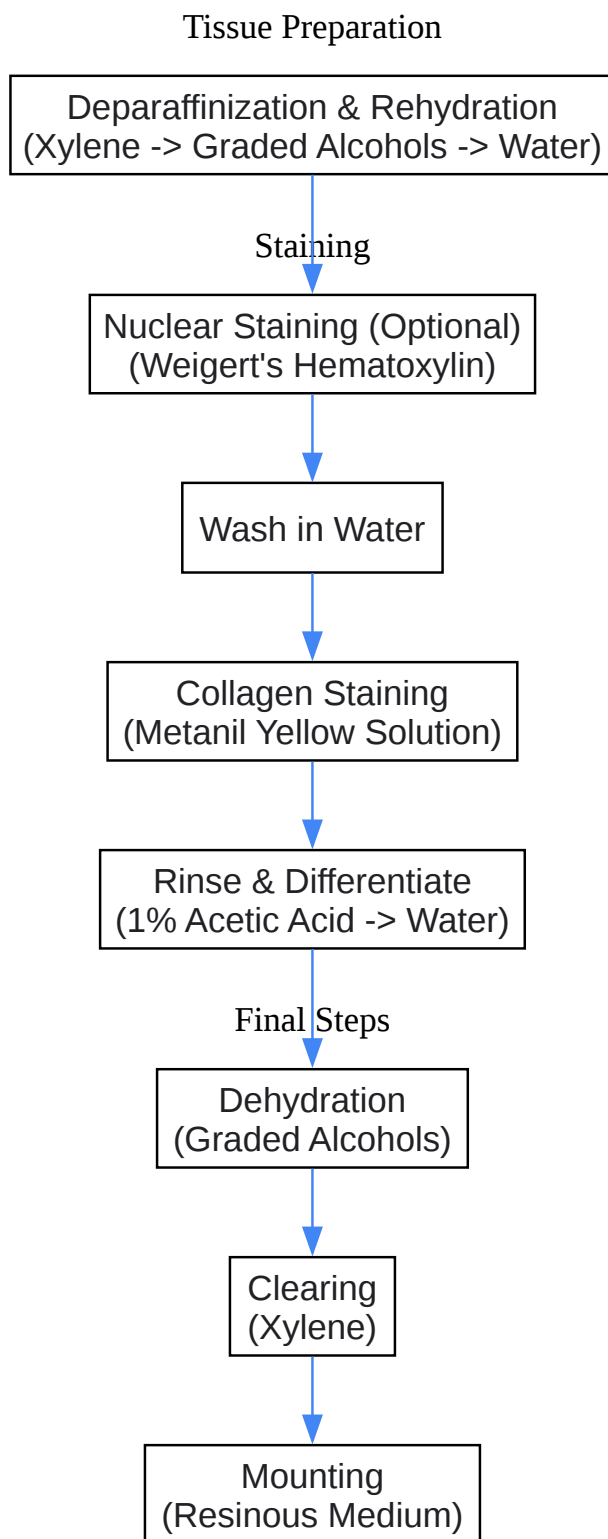 Tissue Preparation
Deparaffinization & Rehydration
(Xylene -> Graded Alcohols -> Water)
Staining
Nuclear Staining (Optional)
(Weigert's Hematoxylin)
Wash in Water
Collagen Staining
(Metanil Yellow Solution)
Rinse & Differentiate
(1% Acetic Acid -> Water)
Final Steps
Dehydration
(Graded Alcohols)
Clearing
(Xylene)
Mounting
(Resinous Medium)